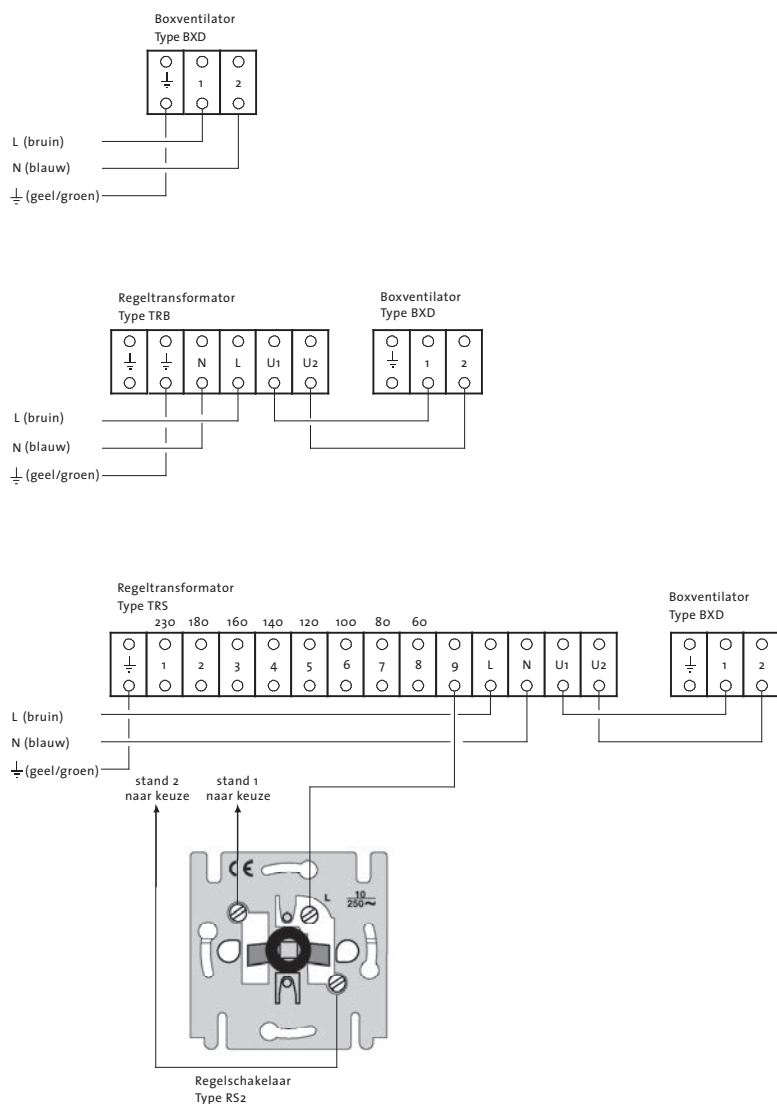 Boxventilator
Type BXD
⏚ 1 2
L (bruin)
N (blauw)
⏚ (geel/groen)
Regeltransformator
Type TRB
Boxventilator
Type BXD
⏚ ⏚ N L U1 U2
⏚ 1 2
L (bruin)
N (blauw)
⏚ (geel/groen)
Regeltransformator
Type TRS
Boxventilator
Type BXD
230 180 160 140 120 100 80 60
⏚ 1 2 3 4 5 6 7 8 9 L N U1 U2
⏚ 1 2
L (bruin)
N (blauw)
⏚ (geel/groen)
stand 2
naar keuze
stand 1
naar keuze
CE
L
10
250~
Regelschakelaar
Type RS2